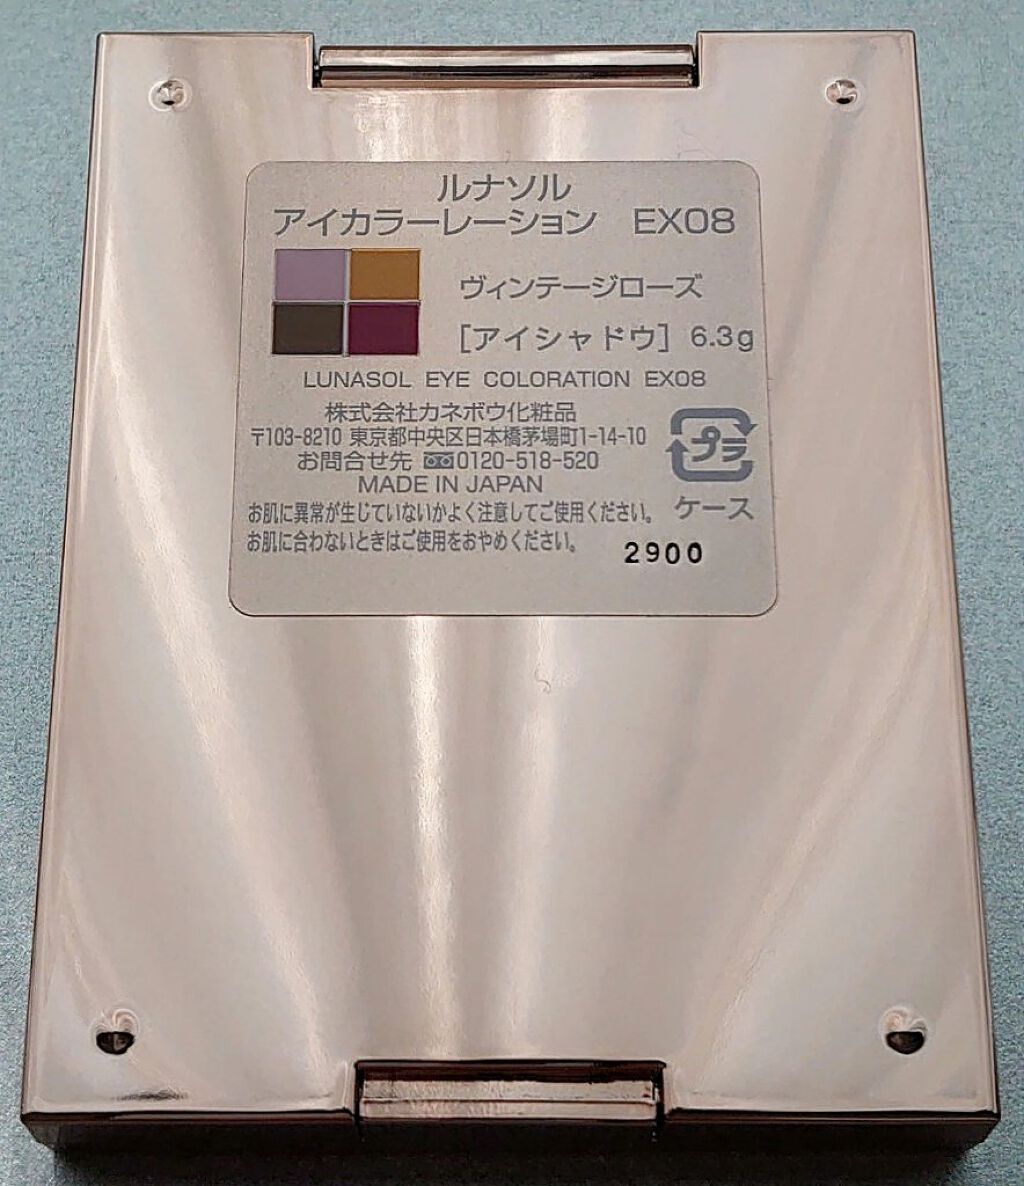 ルナソル
アイカラーレーション EX08
ヴィンテージローズ
［アイシャドウ］ 6.3g
LUNASOL EYE COLORATION EX08
株式会社カネボウ化粧品
〒103-8210 東京都中央区日本橋茅場町1-14-10
お問合せ先 0120-518-520
MADE IN JAPAN
お肌に異常が生じていないかよく注意してご使用ください。
お肌に合わないときはご使用をおやめください。
プラ
ケース
2900